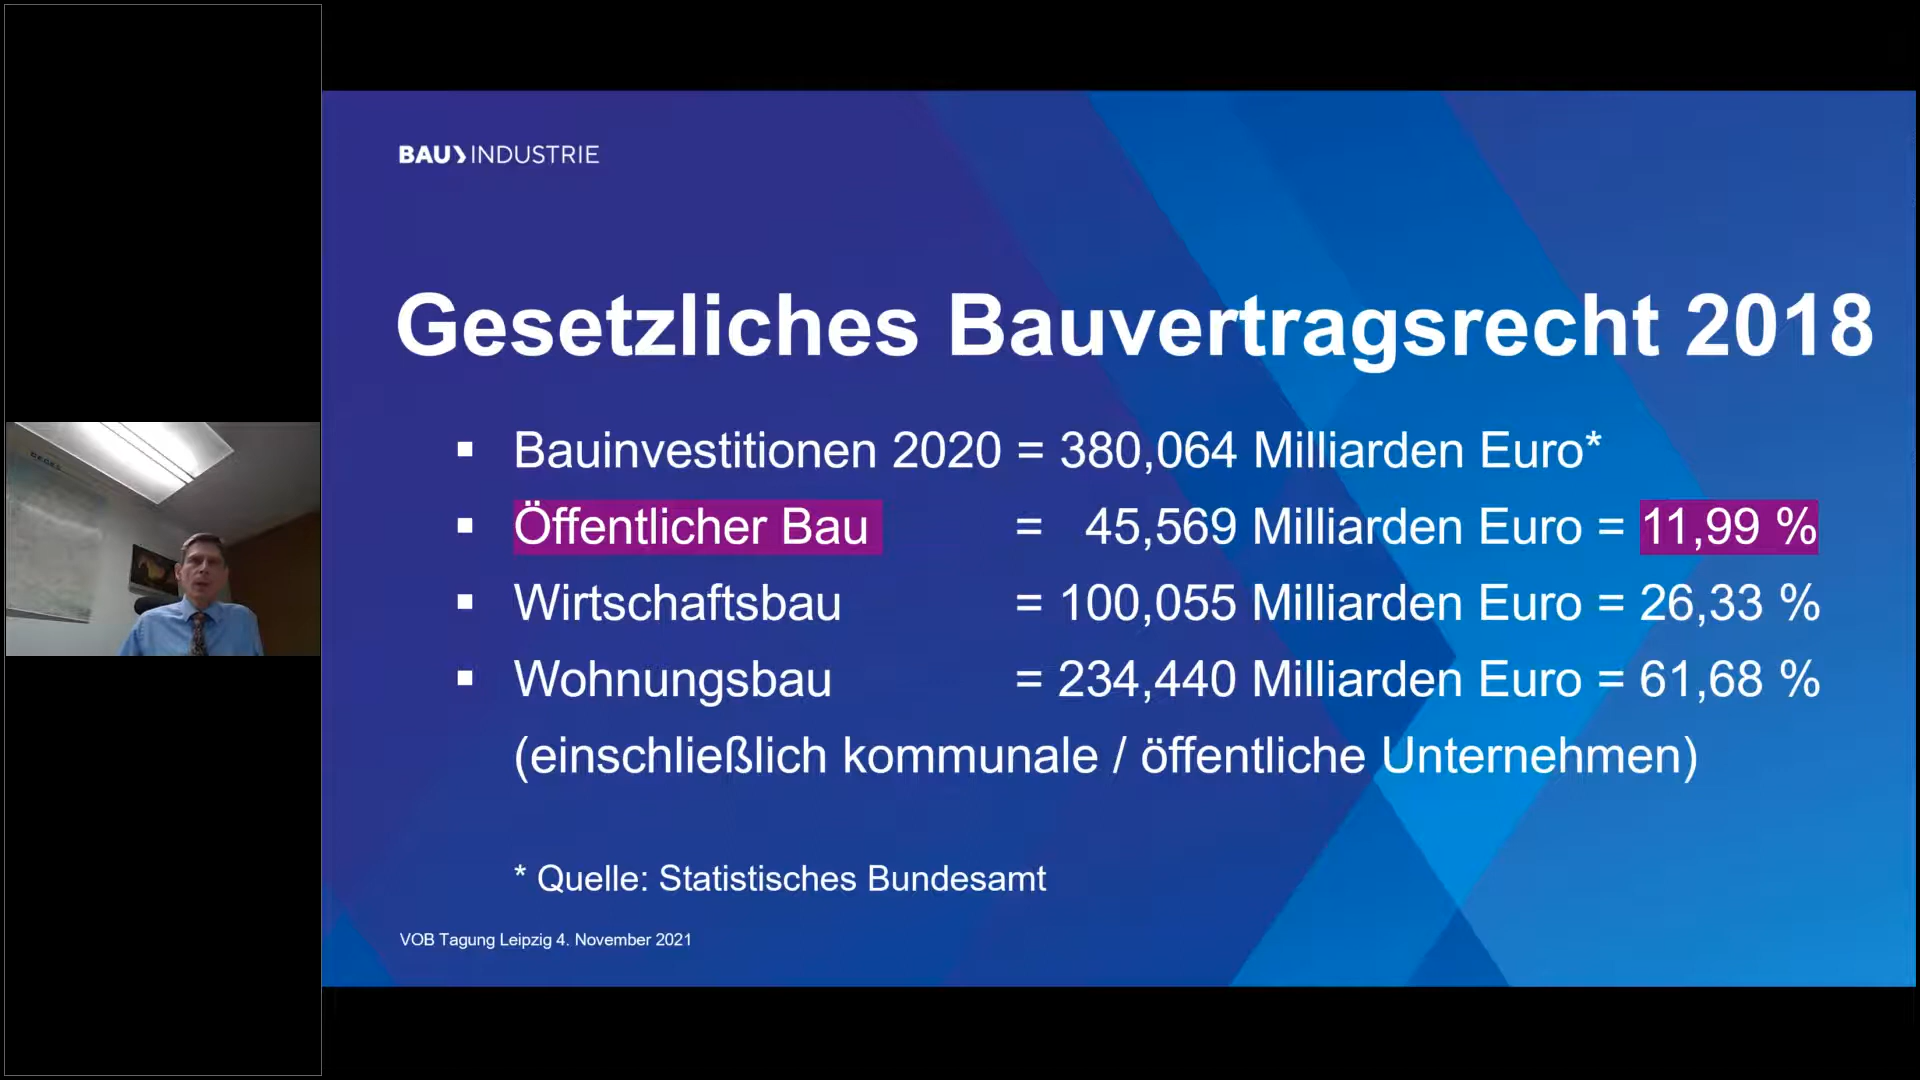 BAU INDUSTRIE
Gesetzliches Bauvertragsrecht 2018
▪ Bauinvestitionen 2020 = 380,064 Milliarden Euro*
▪ Öffentlicher Bau = 45,569 Milliarden Euro = 11,99 %
▪ Wirtschaftsbau = 100,055 Milliarden Euro = 26,33 %
▪ Wohnungsbau = 234,440 Milliarden Euro = 61,68 %
(einschließlich kommunale / öffentliche Unternehmen)
* Quelle: Statistisches Bundesamt
VOB Tagung Leipzig 4. November 2021